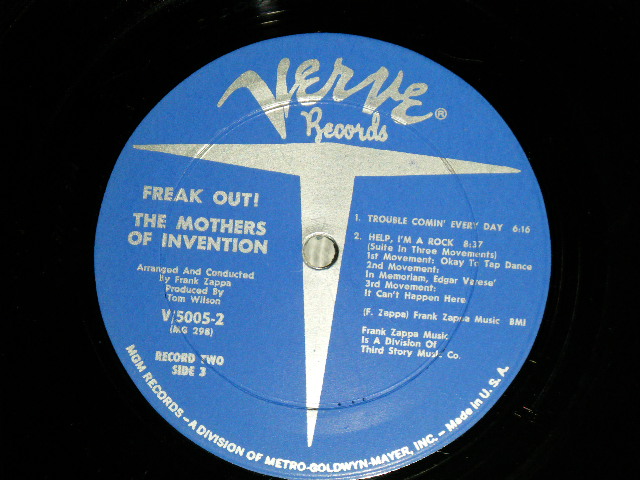 Verve®
Records
FREAK OUT!
THE MOTHERS
OF INVENTION
Arranged And Conducted
By Frank Zappa
Produced By
Tom Wilson
V/5005-2
(MG 298)
RECORD TWO
SIDE 3
1. TROUBLE COMIN' EVERY DAY 6:16
2. HELP, I'M A ROCK 8:37
(Suite In Three Movements)
1st Movement: Okay To Tap Dance
2nd Movement:
In Memoriam, Edgar Varese'
3rd Movement:
It Can't Happen Here
(F. Zappa) Frank Zappa Music BMI
Frank Zappa Music
Is A Division Of
Third Story Music Co.
MGM RECORDS – A DIVISION OF METRO-GOLDWYN-MAYER, INC. – Made in U.S.A.